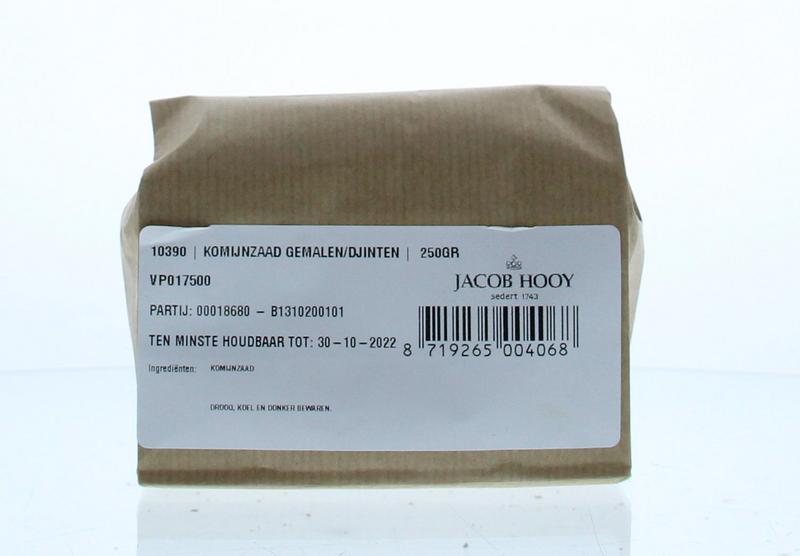 10390 | KOMIJNZAAD GEMALEN/DJINTEN | 250GR
VP017500
JACOB HOOY
sedert 1743
PARTIJ: 00018680 – B1310200101
TEN MINSTE HOUDBAAR TOT: 30-10-2022
8 719265 004068
Ingrediënten: KOMIJNZAAD
DROOG, KOEL EN DONKER BEWAREN.